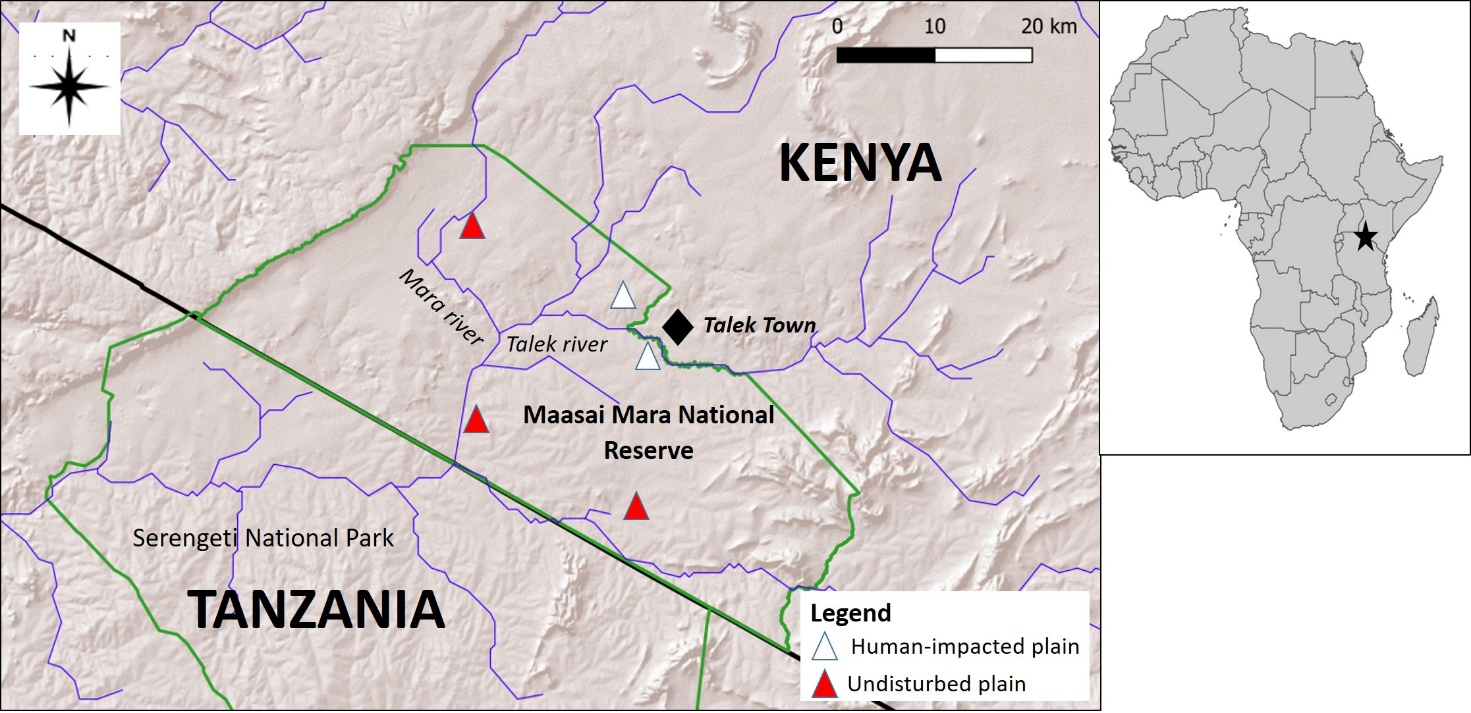 N
0 10 20 km
KENYA
Mara river
Talek river
Talek Town
Maasai Mara National
Reserve
Serengeti National Park
TANZANIA
Legend
Human-impacted plain
Undisturbed plain